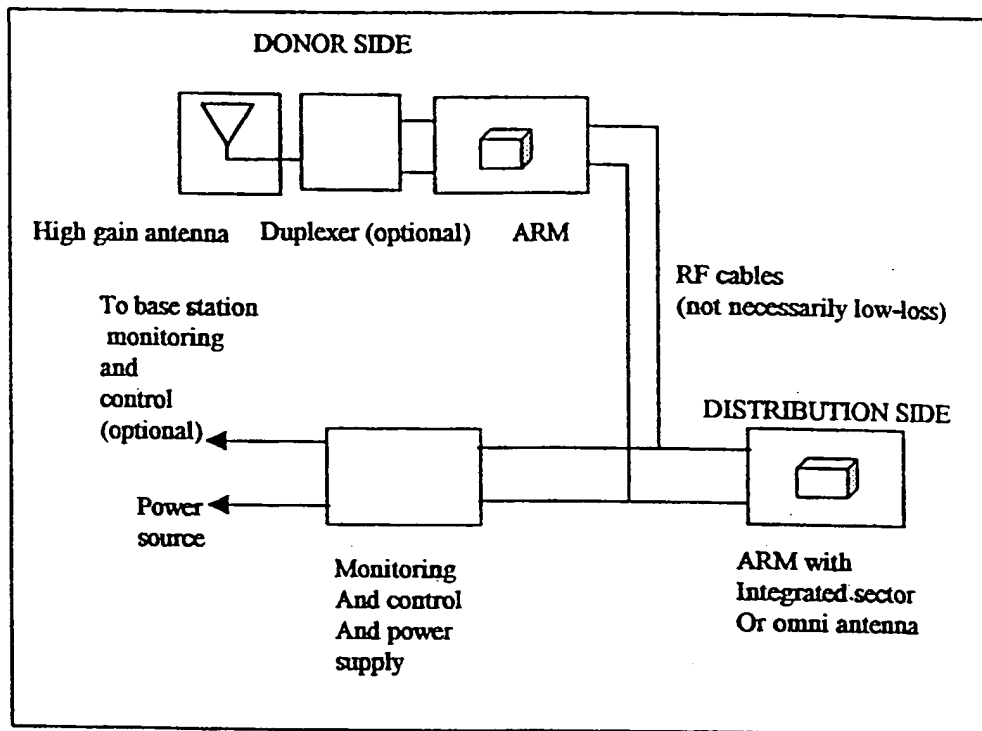 DONOR SIDE
High gain antenna
Duplexer (optional)
ARM
RF cables
(not necessarily low-loss)
To base station
monitoring
and
control
(optional)
DISTRIBUTION SIDE
Power
source
Monitoring
And control
And power
supply
ARM with
Integrated sector
Or omni antenna